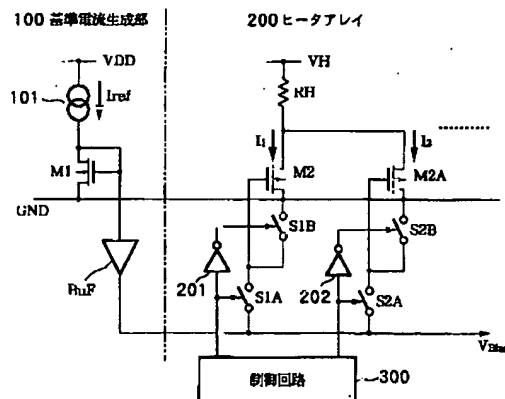 100 基準電流生成部
200 ヒータアレイ
VDD
VH
101
Iref
RH
I₁
I₂
M1
M2
M2A
GND
S1B
S2B
BuF
201
202
S1A
S2A
VBias
制御回路
300